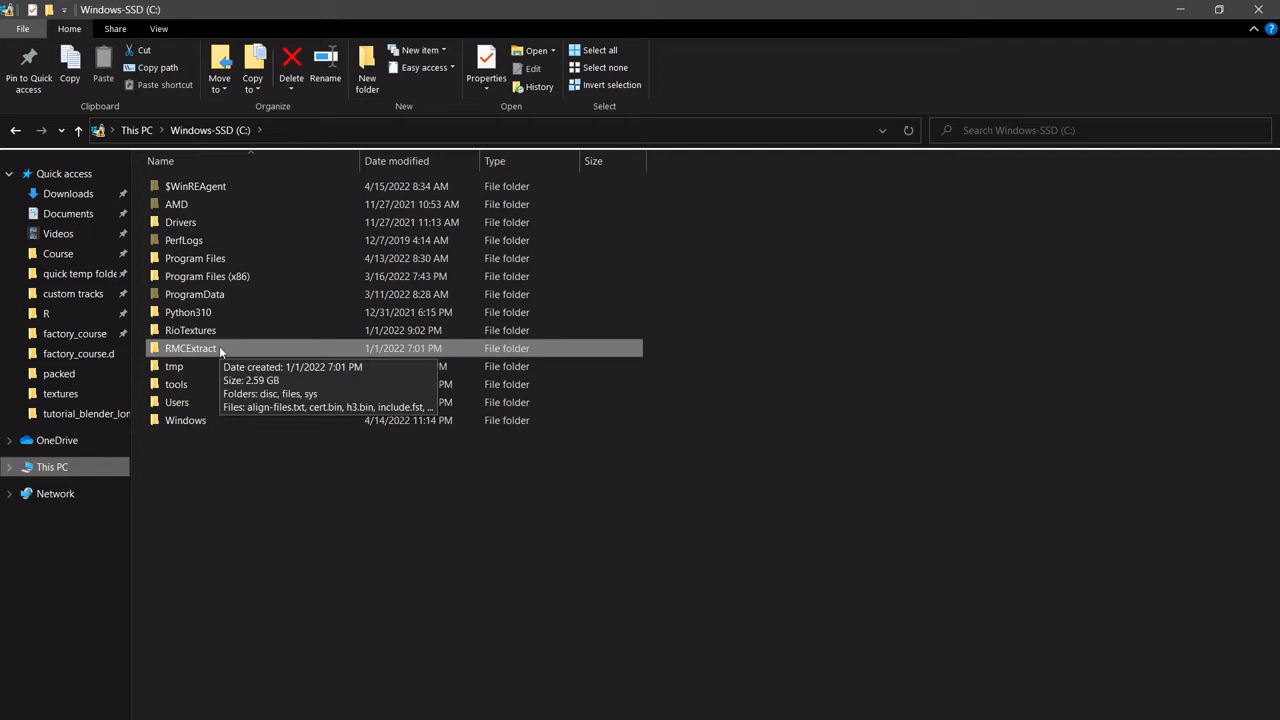 Windows-SSD (C:)
File Home Share View
Pin to Quick access
Copy
Paste
Cut
Copy path
Paste shortcut
Clipboard
Move to
Copy to
Delete
Rename
Organize
New folder
New item
Easy access
New
Properties
Open
Edit
History
Open
Select all
Select none
Invert selection
Select
This PC Windows-SSD (C:)
Search Windows-SSD (C:)
Quick access
Downloads
Documents
Videos
Course
quick temp folde
custom tracks
R
factory_course
factory_course.d
packed
textures
tutorial_blender_lon
OneDrive
This PC
Network
Name Date modified Type Size
$WinREAgent 4/15/2022 8:34 AM File folder
AMD 11/27/2021 10:53 AM File folder
Drivers 11/27/2021 11:13 AM File folder
PerfLogs 12/7/2019 4:14 AM File folder
Program Files 4/13/2022 8:30 AM File folder
Program Files (x86) 3/16/2022 7:43 PM File folder
ProgramData 3/11/2022 8:28 AM File folder
Python310 12/31/2021 6:15 PM File folder
RioTextures 1/1/2022 9:02 PM File folder
RMCExtract 1/1/2022 7:01 PM File folder
tmp M File folder
tools PM File folder
Users PM File folder
Windows 4/14/2022 11:14 PM File folder
Date created: 1/1/2022 7:01 PM
Size: 2.59 GB
Folders: disc, files, sys
Files: align-files.txt, cert.bin, h3.bin, include.fst, ...